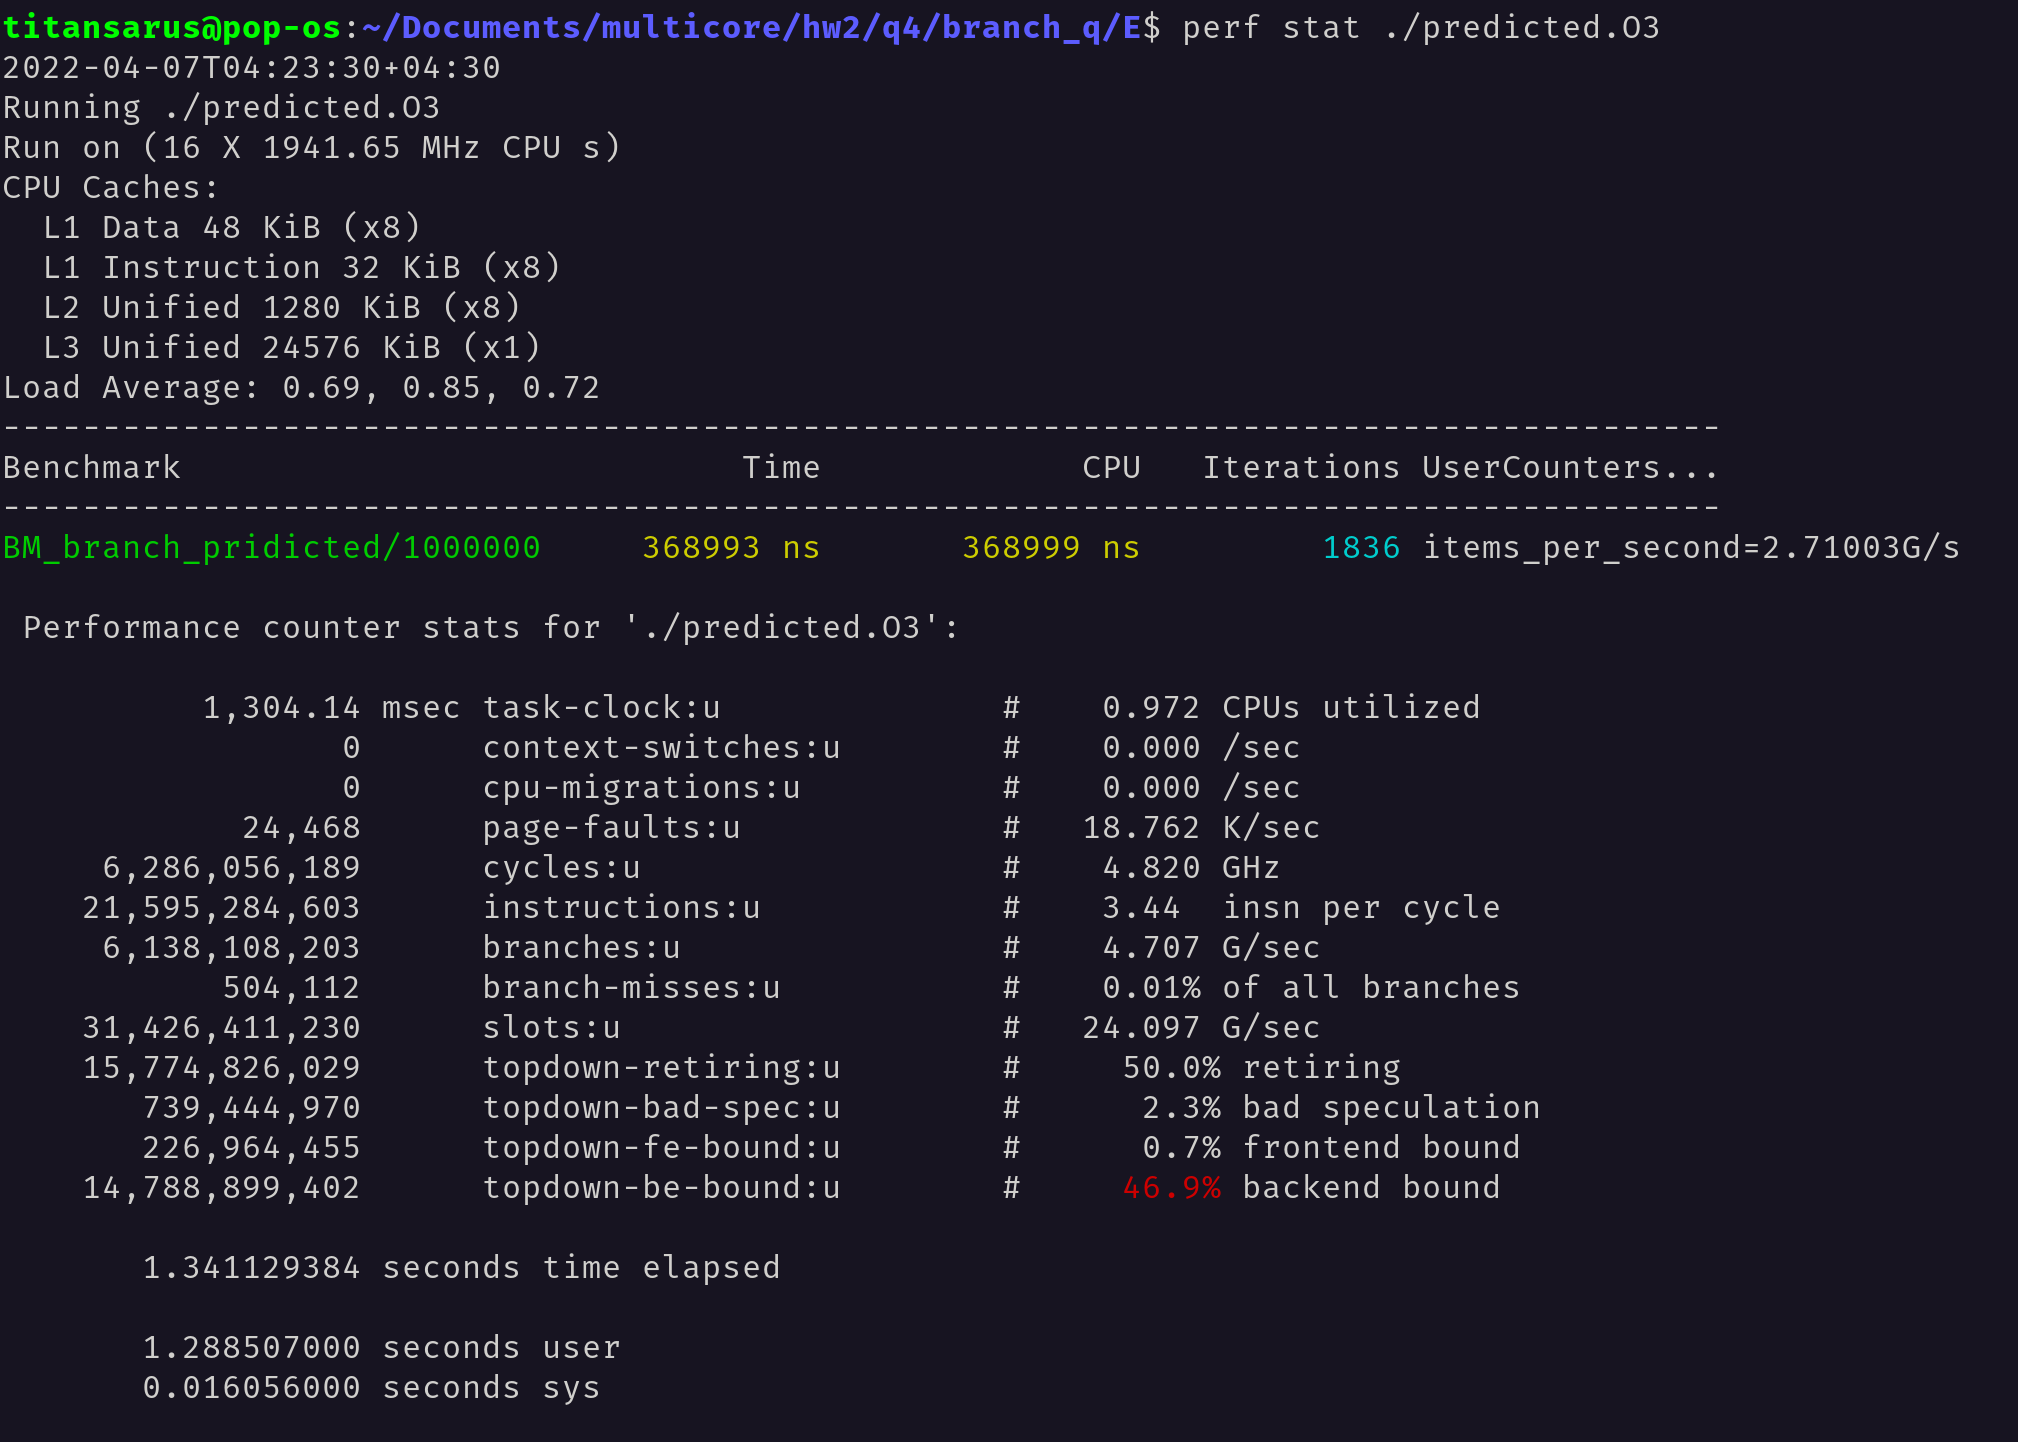 titansarus@pop-os:~/Documents/multicore/hw2/q4/branch_q/E$ perf stat ./predicted.O3
2022-04-07T04:23:30+04:30
Running ./predicted.O3
Run on (16 X 1941.65 MHz CPU s)
CPU Caches:
  L1 Data 48 KiB (x8)
  L1 Instruction 32 KiB (x8)
  L2 Unified 1280 KiB (x8)
  L3 Unified 24576 KiB (x1)
Load Average: 0.69, 0.85, 0.72
--------------------------------------------------------------------------------------
Benchmark                            Time             CPU   Iterations UserCounters...
--------------------------------------------------------------------------------------
BM_branch_pridicted/1000000     368993 ns       368999 ns         1836 items_per_second=2.71003G/s

 Performance counter stats for './predicted.O3':

          1,304.14 msec task-clock:u              #    0.972 CPUs utilized
                 0      context-switches:u        #    0.000 /sec
                 0      cpu-migrations:u          #    0.000 /sec
            24,468      page-faults:u             #   18.762 K/sec
     6,286,056,189      cycles:u                  #    4.820 GHz
    21,595,284,603      instructions:u            #    3.44  insn per cycle
     6,138,108,203      branches:u                #    4.707 G/sec
           504,112      branch-misses:u           #    0.01% of all branches
    31,426,411,230      slots:u                   #   24.097 G/sec
    15,774,826,029      topdown-retiring:u        #     50.0% retiring
       739,444,970      topdown-bad-spec:u        #      2.3% bad speculation
       226,964,455      topdown-fe-bound:u        #      0.7% frontend bound
    14,788,899,402      topdown-be-bound:u        #     46.9% backend bound

       1.341129384 seconds time elapsed

       1.288507000 seconds user
       0.016056000 seconds sys